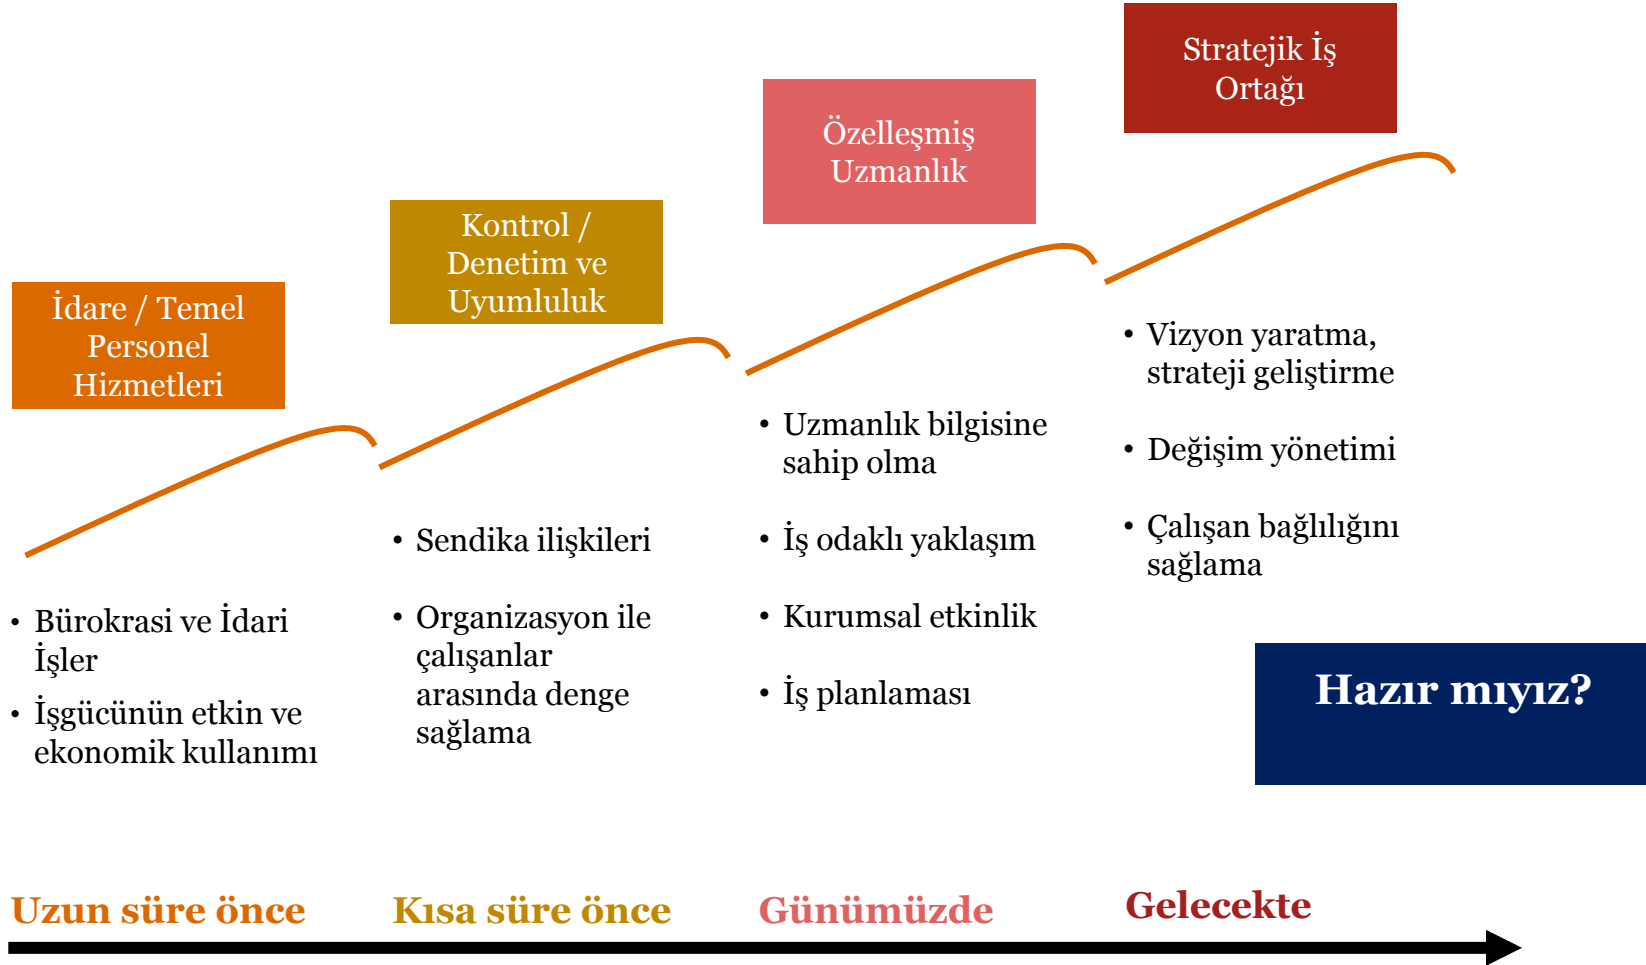 İdare / Temel
Personel
Hizmetleri
• Bürokrasi ve İdari
İşler
• İşgücünün etkin ve
ekonomik kullanımı
Uzun süre önce
Kontrol /
Denetim ve
Uyumluluk
• Sendika ilişkileri
• Organizasyon ile
çalışanlar
arasında denge
sağlama
Kısa süre önce
Özelleşmiş
Uzmanlık
• Uzmanlık bilgisine
sahip olma
• İş odaklı yaklaşım
• Kurumsal etkinlik
• İş planlaması
Günümüzde
Stratejik İş
Ortağı
• Vizyon yaratma,
strateji geliştirme
• Değişim yönetimi
• Çalışan bağlılığını
sağlama
Hazır mıyız?
Gelecekte